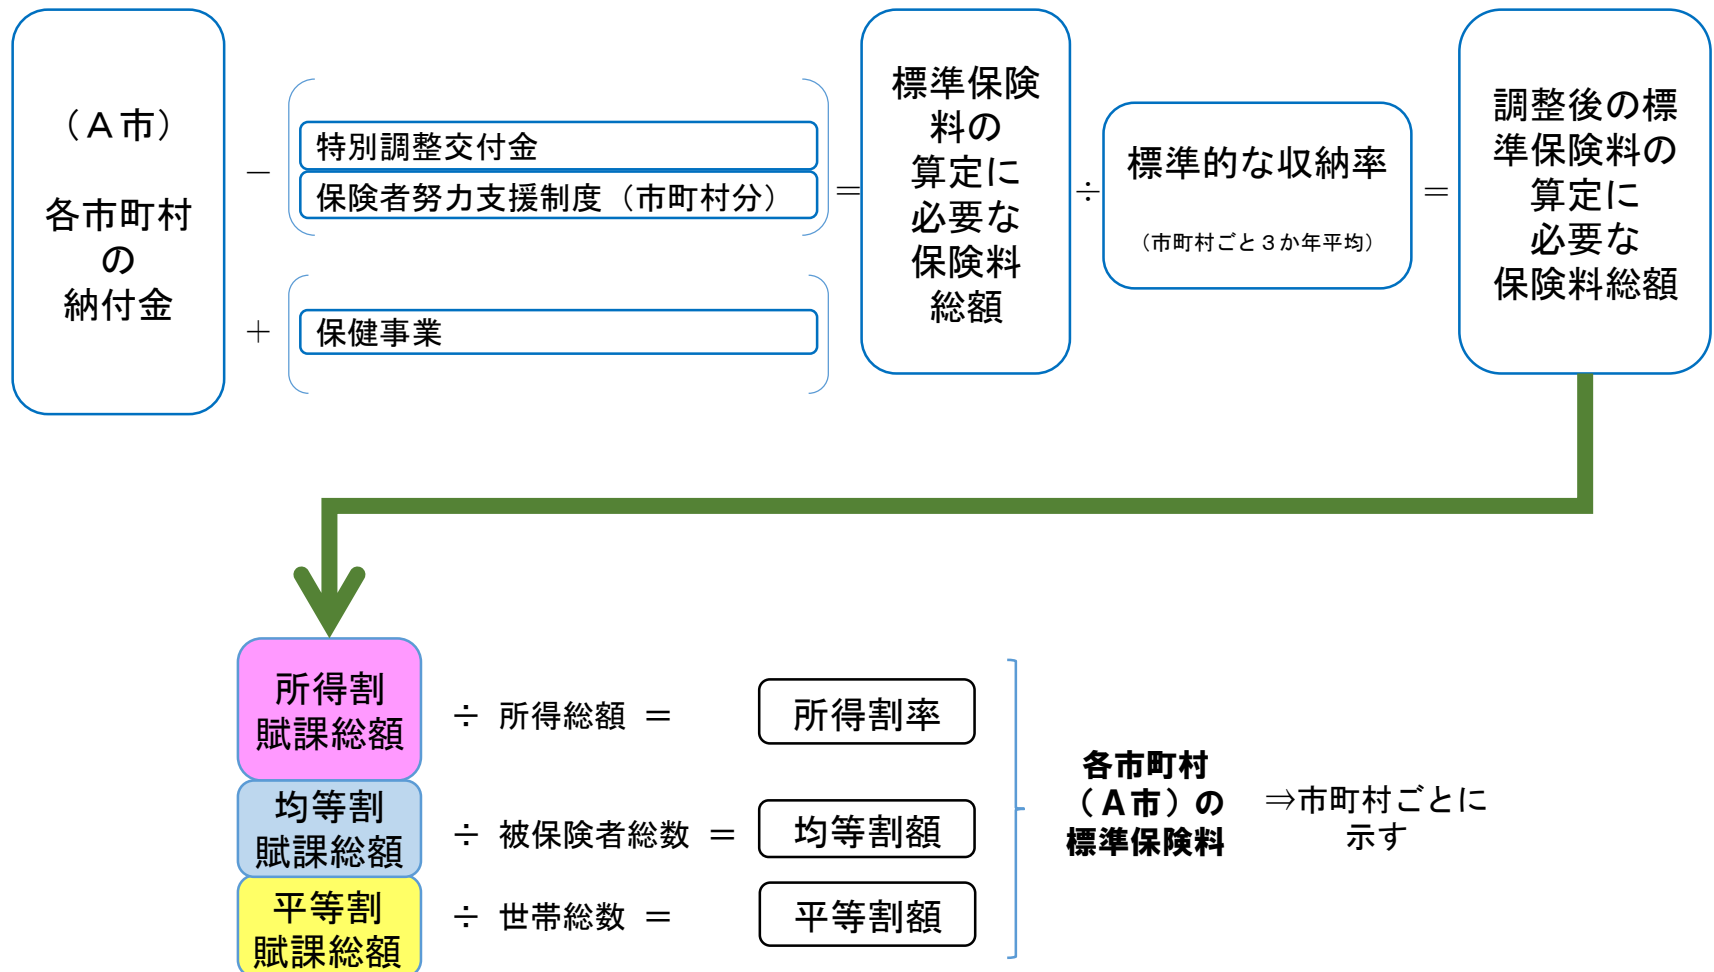 （Ａ市）
各市町村
の
納付金
－
特別調整交付金
保険者努力支援制度（市町村分）
＋
保健事業
＝
標準保険
料の
算定に
必要な
保険料
総額
÷
標準的な収納率
（市町村ごと３か年平均）
＝
調整後の標
準保険料の
算定に
必要な
保険料総額
所得割
賦課総額
÷ 所得総額 ＝
所得割率
均等割
賦課総額
÷ 被保険者総数 ＝
均等割額
平等割
賦課総額
÷ 世帯総数 ＝
平等割額
各市町村
（Ａ市）の
標準保険料
⇒市町村ごとに
示す